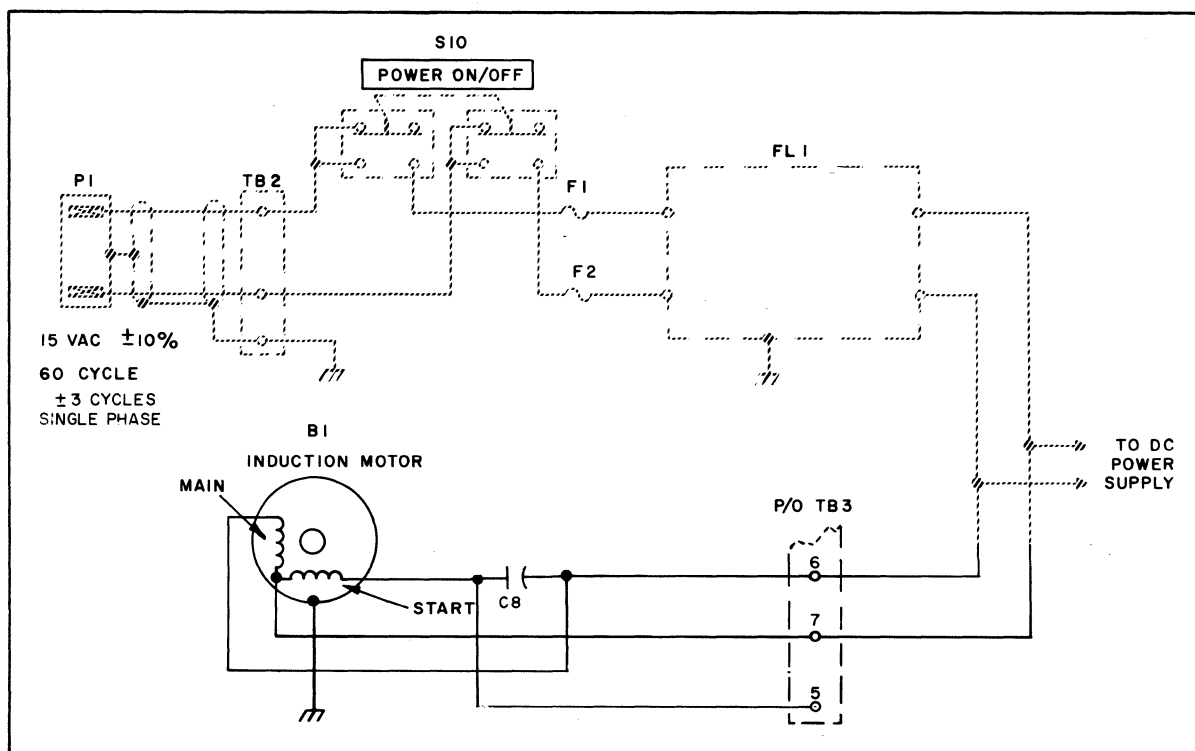 S10
POWER ON/OFF
FL1
P1
TB2
F1
F2
15 VAC ±10%
60 CYCLE
±3 CYCLES
SINGLE PHASE
B1
INDUCTION MOTOR
MAIN
TO DC
POWER
SUPPLY
P/O TB3
6
C8
START
7
5